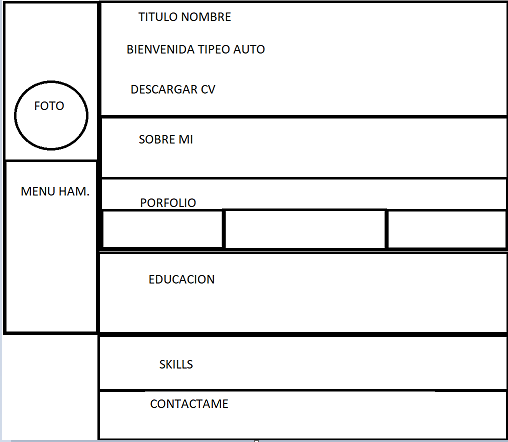 TITULO NOMBRE
BIENVENIDA TIPEO AUTO
DESCARGAR CV
FOTO
SOBRE MI
MENU HAM.
PORFOLIO
EDUCACION
SKILLS
CONTACTAME